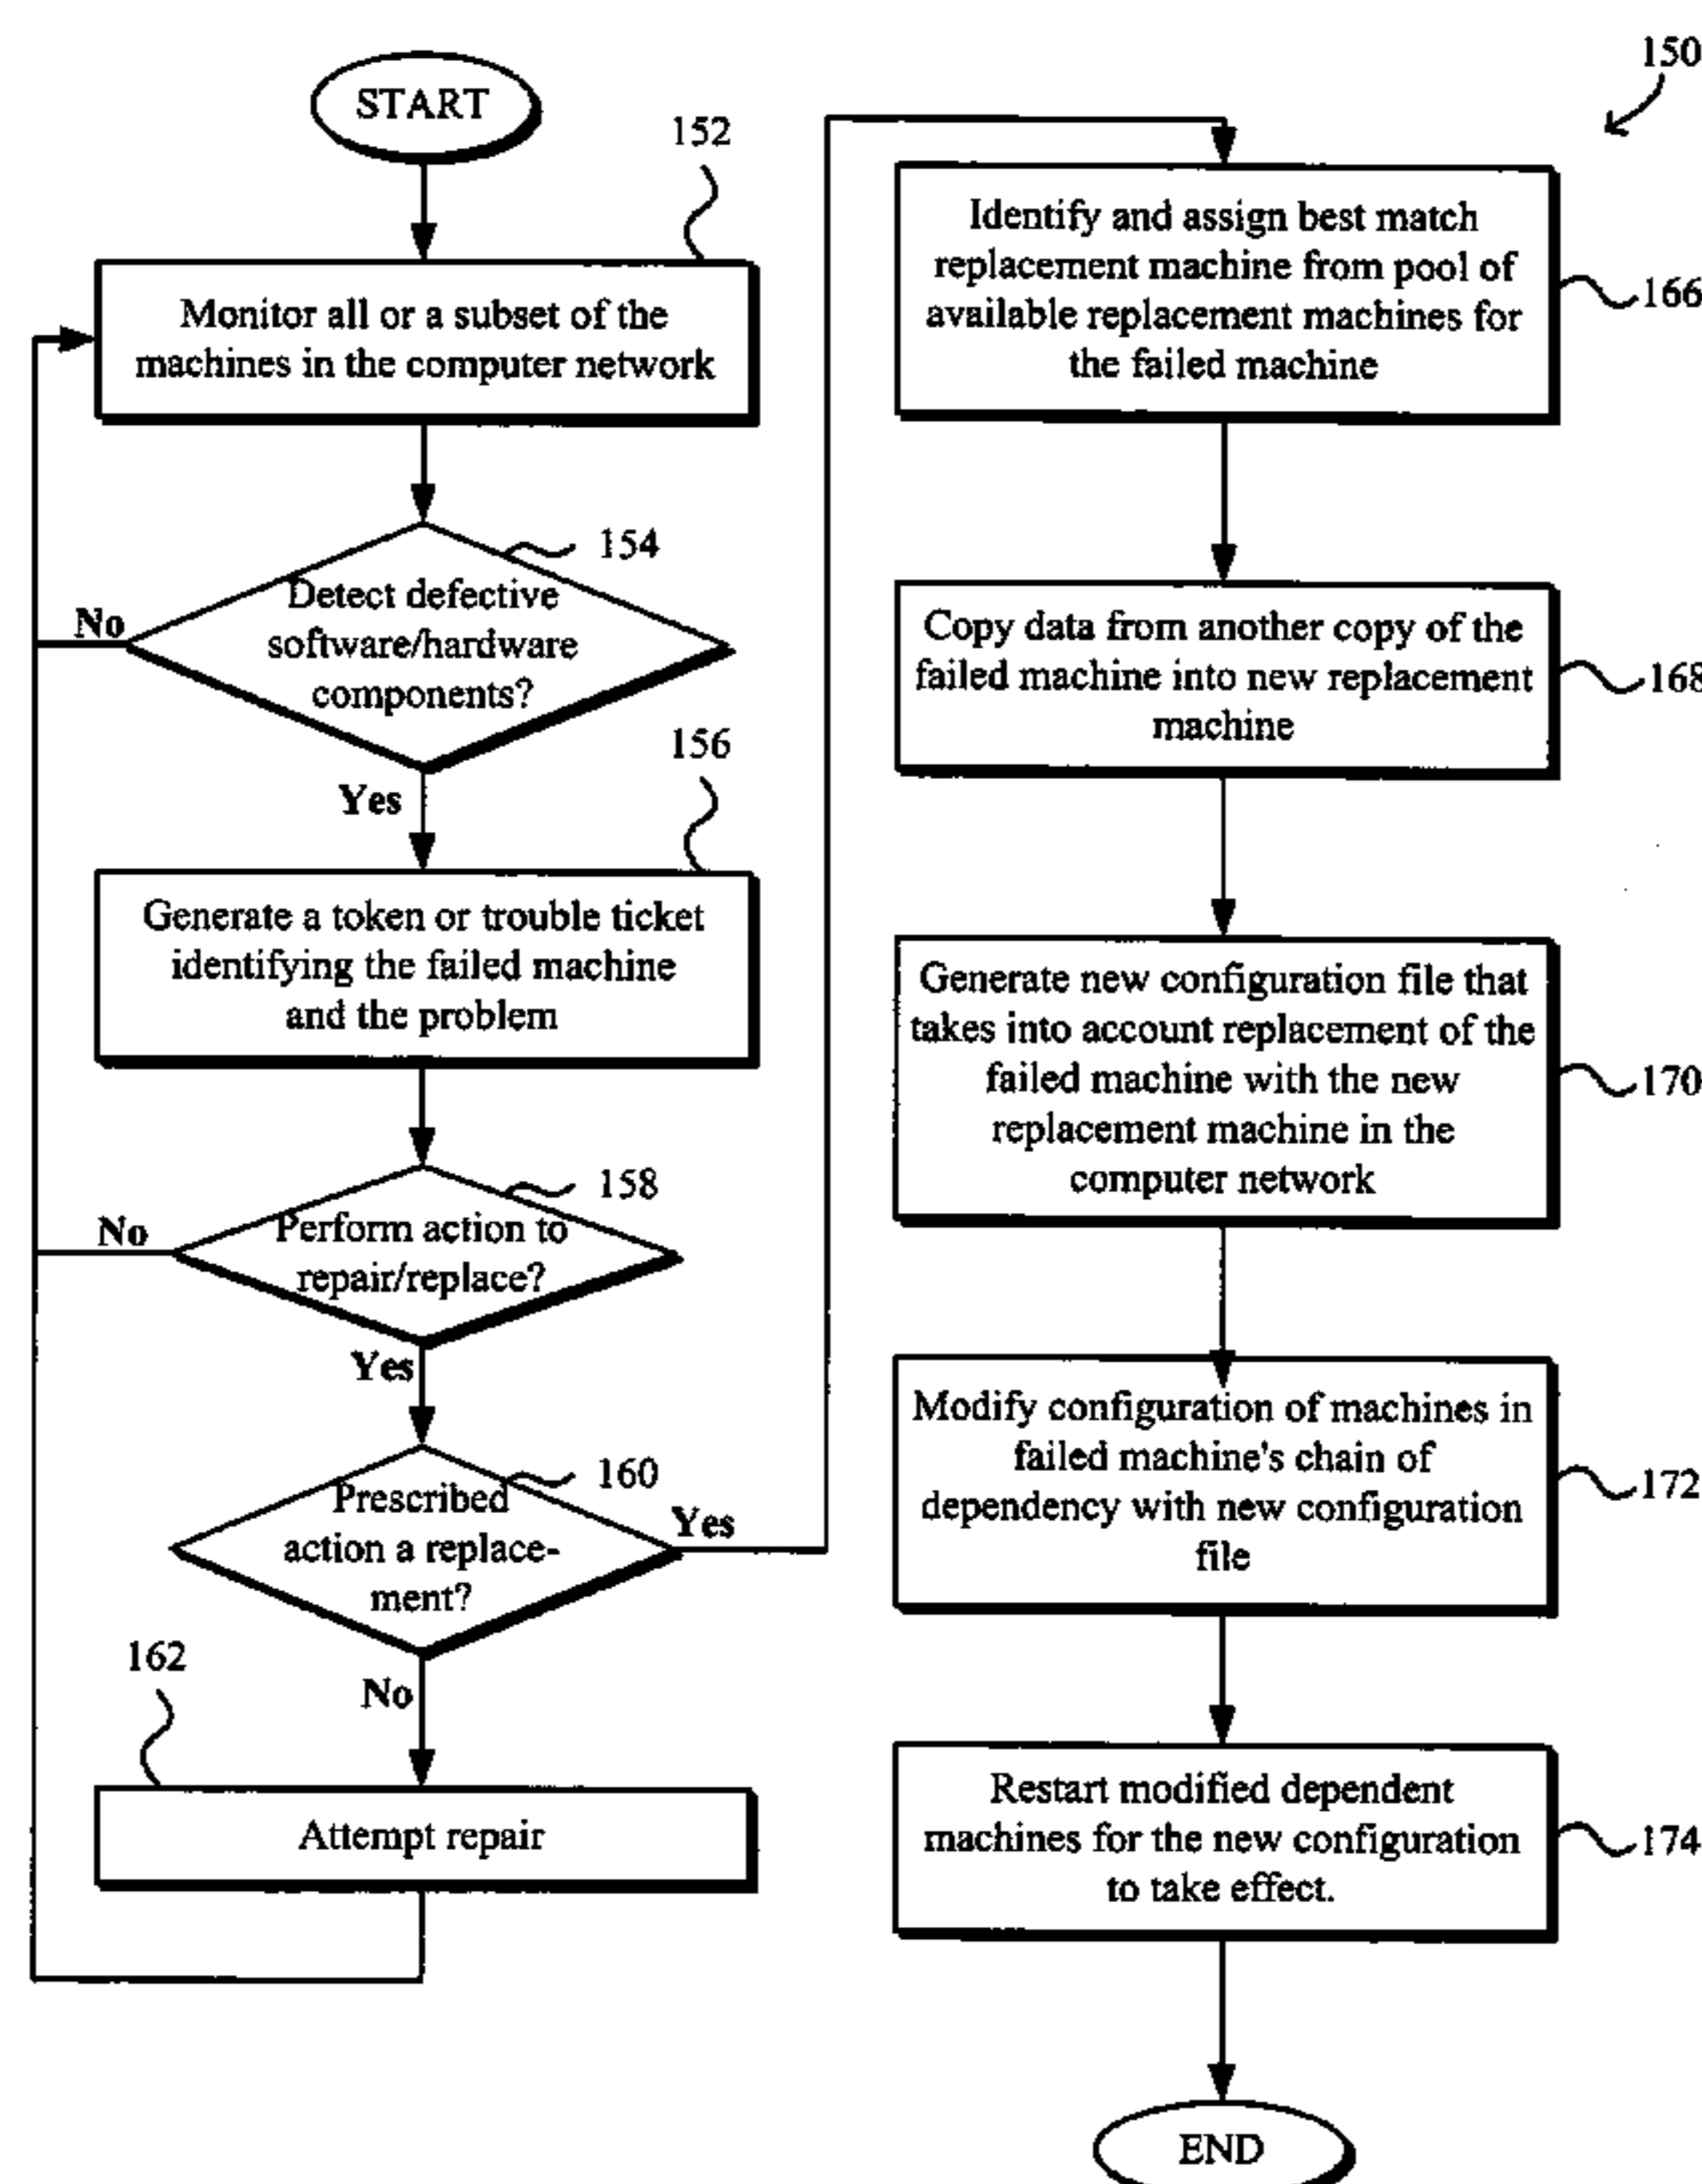 START
152
Monitor all or a subset of the
machines in the computer network
154
Detect defective
software/hardware
components?
No
Yes
156
Generate a token or trouble ticket
identifying the failed machine
and the problem
158
Perform action to
repair/replace?
No
Yes
160
Prescribed
action a replace-
ment?
Yes
No
162
Attempt repair
150
Identify and assign best match
replacement machine from pool of
available replacement machines for
the failed machine
166
Copy data from another copy of the
failed machine into new replacement
machine
168
Generate new configuration file that
takes into account replacement of the
failed machine with the new
replacement machine in the
computer network
170
Modify configuration of machines in
failed machine's chain of
dependency with new configuration
file
172
Restart modified dependent
machines for the new configuration
to take effect.
174
END